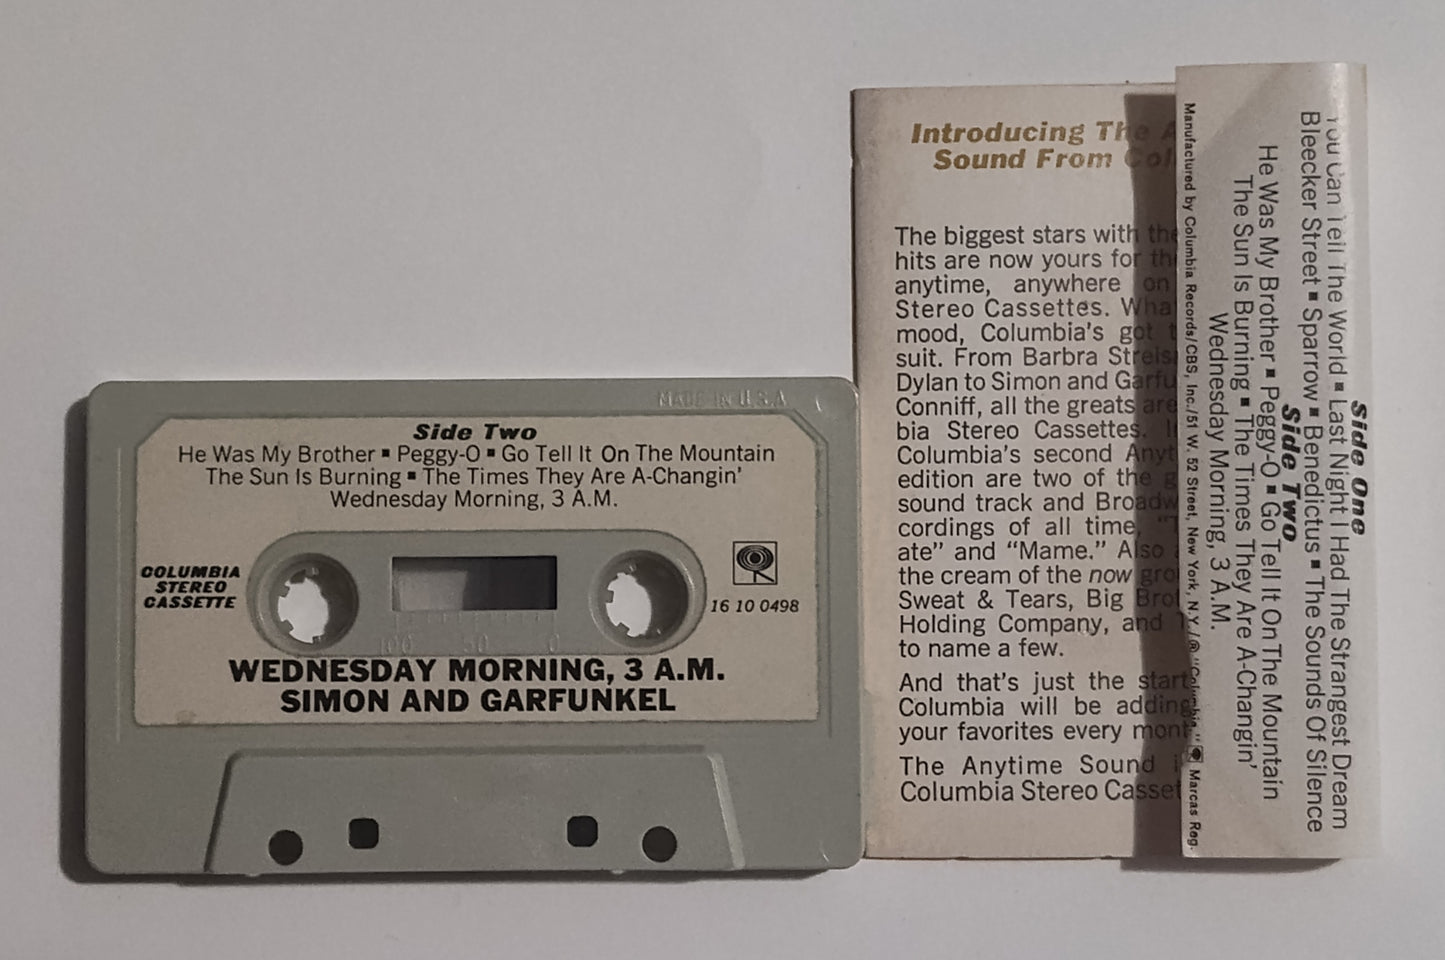 MADE IN U.S.A
Side Two
He Was My Brother ▪ Peggy-O ▪ Go Tell It On The Mountain
The Sun Is Burning ▪ The Times They Are A-Changin'
Wednesday Morning, 3 A.M.
COLUMBIA
STEREO
CASSETTE
16 10 0498
100 50 0
WEDNESDAY MORNING, 3 A.M.
SIMON AND GARFUNKEL
Introducing The A
Sound From Col
The biggest stars with the
hits are now yours for th
anytime, anywhere on
Stereo Cassettes. Wha
mood, Columbia's got t
suit. From Barbra Streis
Dylan to Simon and Garfu
Conniff, all the greats are
bia Stereo Cassettes. I
Columbia's second Anyt
edition are two of the g
sound track and Broadw
cordings of all time, "T
ate" and "Mame." Also
the cream of the now gro
Sweat & Tears, Big Brot
Holding Company, and
to name a few.
And that's just the start
Columbia will be adding
your favorites every mont
The Anytime Sound i
Columbia Stereo Casset
Side One
You Can Tell The World ▪ Last Night I Had The Strangest Dream
Bleecker Street ▪ Sparrow ▪ Benedictus ▪ The Sounds Of Silence
Side Two
He Was My Brother ▪ Peggy-O ▪ Go Tell It On The Mountain
The Sun Is Burning ▪ The Times They Are A-Changin'
Wednesday Morning, 3 A.M.
Manufactured by Columbia Records/CBS, Inc./51 W. 52 Street, New York, N.Y./® "Columbia," Marcas Reg.